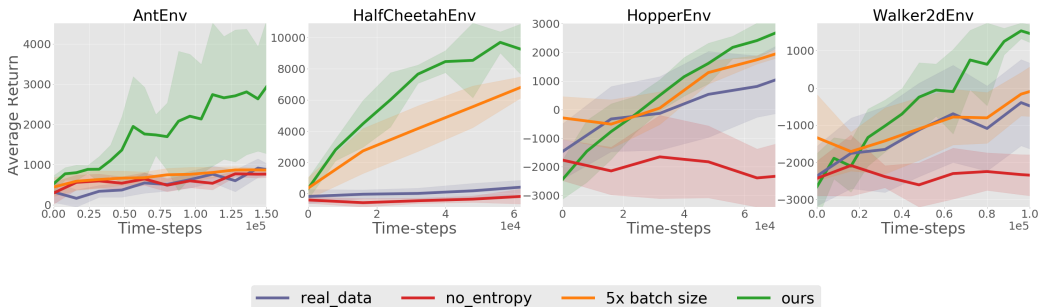 AntEnv HalfCheetahEnv HopperEnv Walker2dEnv
Average Return
4000
3000
2000
1000
0
0.00 0.25 0.50 0.75 1.00 1.25 1.50
1e5
Time-steps
10000
8000
6000
4000
2000
0
0 2 4 6
1e4
Time-steps
3000
2000
1000
0
−1000
−2000
−3000
0 2 4 6
1e4
Time-steps
1000
0
−1000
−2000
−3000
0.0 0.2 0.4 0.6 0.8 1.0
1e5
Time-steps
real_data no_entropy 5x batch size ours